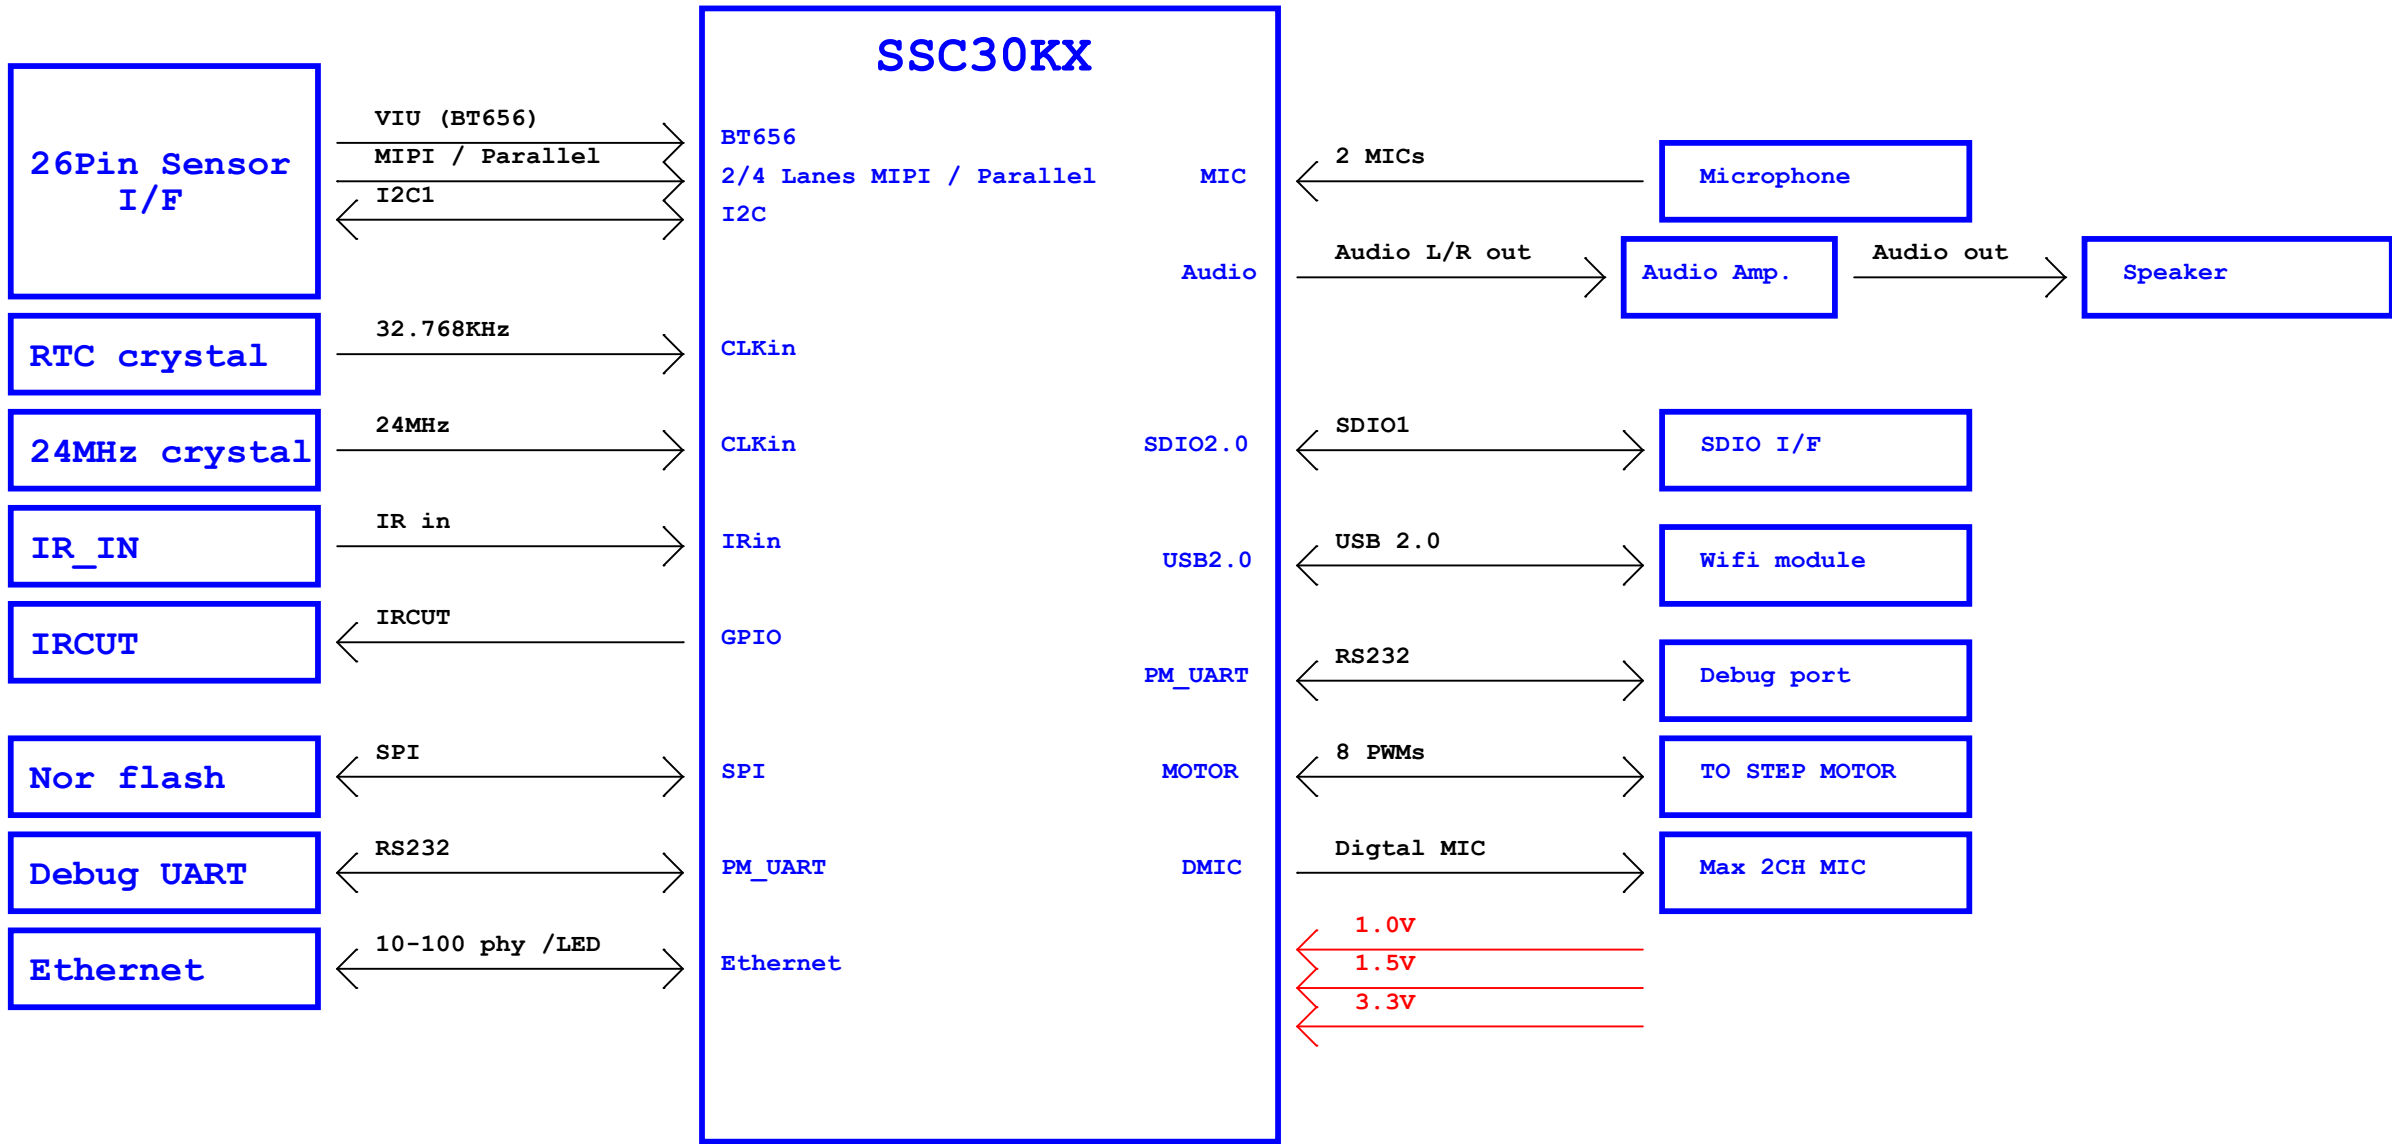 SSC30KX
26Pin Sensor
I/F
VIU (BT656)
MIPI / Parallel
I2C1
BT656
2/4 Lanes MIPI / Parallel
I2C
MIC
2 MICs
Microphone
Audio
Audio L/R out
Audio Amp.
Audio out
Speaker
RTC crystal
32.768KHz
CLKin
24MHz crystal
24MHz
CLKin
SDIO2.0
SDIO1
SDIO I/F
IR_IN
IR in
IRin
USB2.0
USB 2.0
Wifi module
IRCUT
IRCUT
GPIO
PM_UART
RS232
Debug port
Nor flash
SPI
SPI
MOTOR
8 PWMs
TO STEP MOTOR
Debug UART
RS232
PM_UART
DMIC
Digtal MIC
Max 2CH MIC
Ethernet
10-100 phy /LED
Ethernet
1.0V
1.5V
3.3V